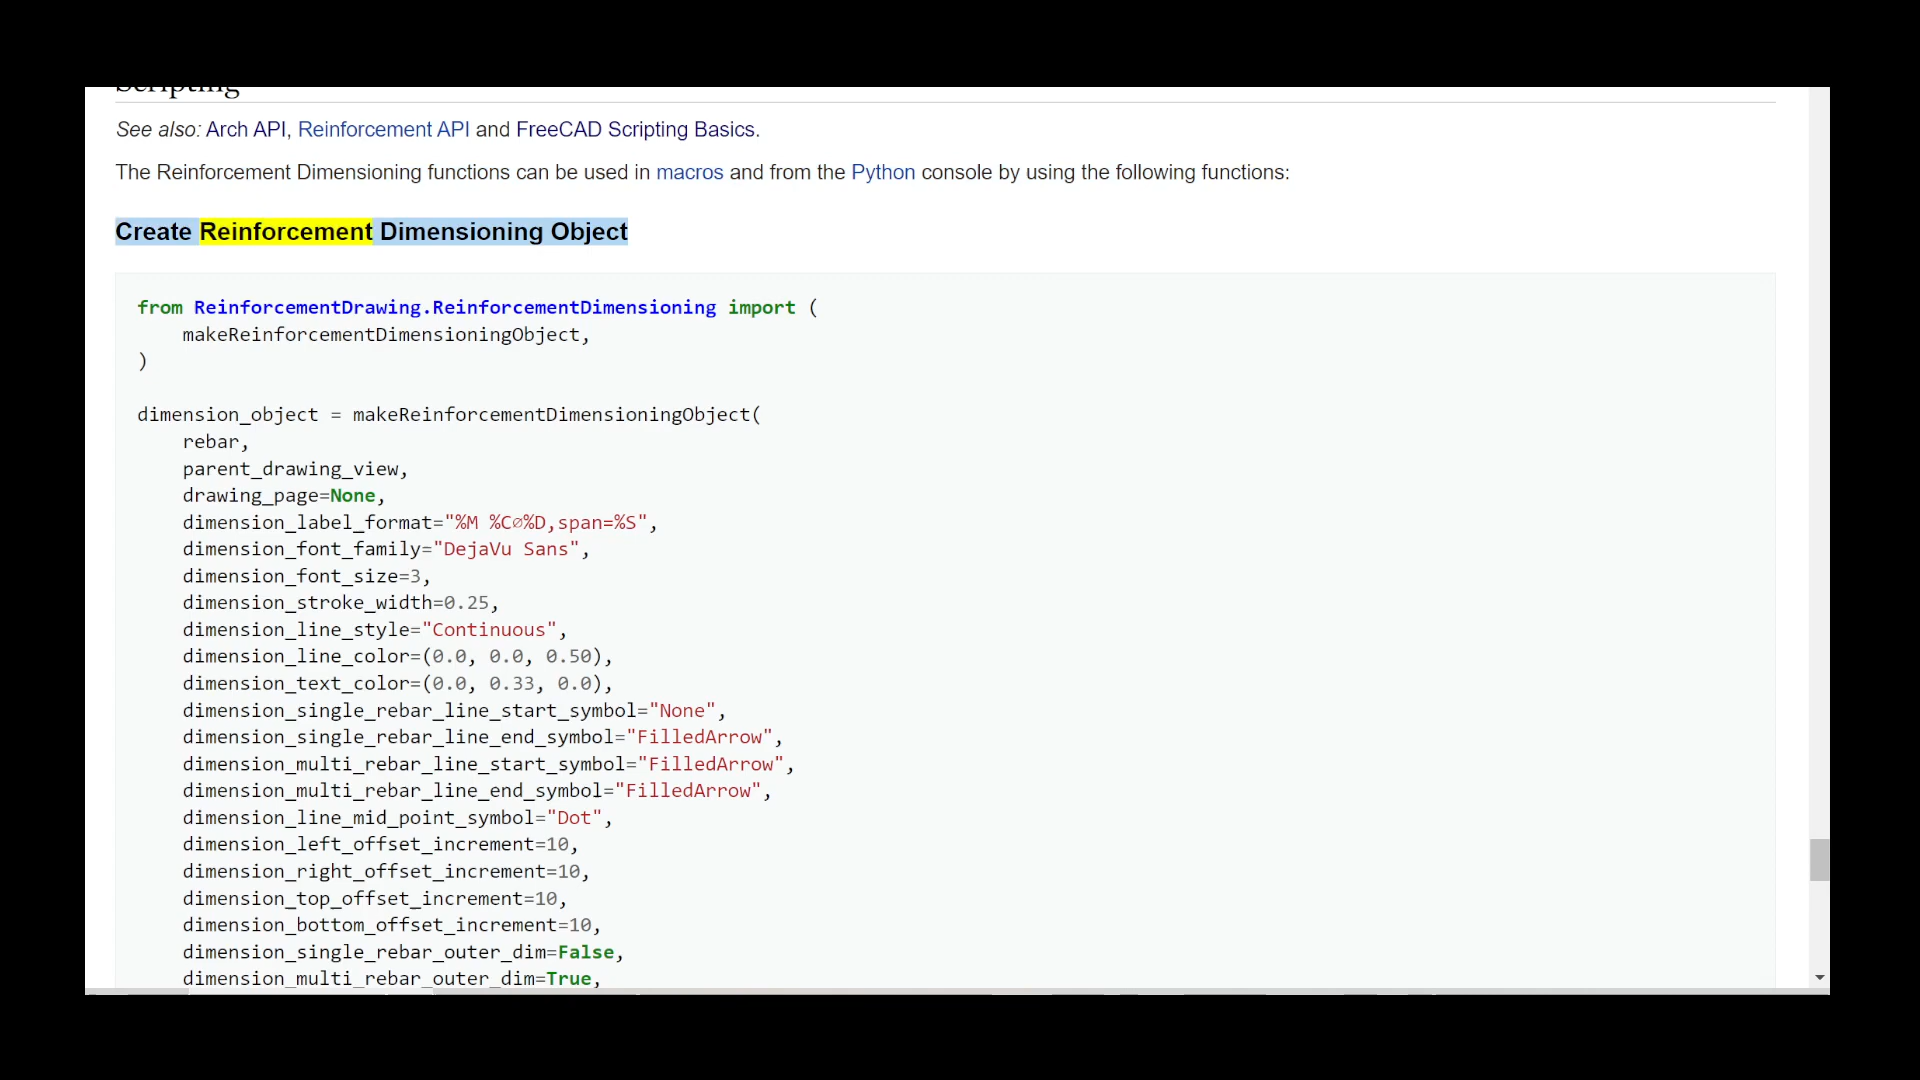 Scripting
See also: Arch API, Reinforcement API and FreeCAD Scripting Basics.
The Reinforcement Dimensioning functions can be used in macros and from the Python console by using the following functions:
Create Reinforcement Dimensioning Object
from ReinforcementDrawing.ReinforcementDimensioning import (
    makeReinforcementDimensioningObject,
)
dimension_object = makeReinforcementDimensioningObject(
    rebar,
    parent_drawing_view,
    drawing_page=None,
    dimension_label_format="%M %C⌀%D,span=%S",
    dimension_font_family="DejaVu Sans",
    dimension_font_size=3,
    dimension_stroke_width=0.25,
    dimension_line_style="Continuous",
    dimension_line_color=(0.0, 0.0, 0.50),
    dimension_text_color=(0.0, 0.33, 0.0),
    dimension_single_rebar_line_start_symbol="None",
    dimension_single_rebar_line_end_symbol="FilledArrow",
    dimension_multi_rebar_line_start_symbol="FilledArrow",
    dimension_multi_rebar_line_end_symbol="FilledArrow",
    dimension_line_mid_point_symbol="Dot",
    dimension_left_offset_increment=10,
    dimension_right_offset_increment=10,
    dimension_top_offset_increment=10,
    dimension_bottom_offset_increment=10,
    dimension_single_rebar_outer_dim=False,
    dimension_multi_rebar_outer_dim=True,